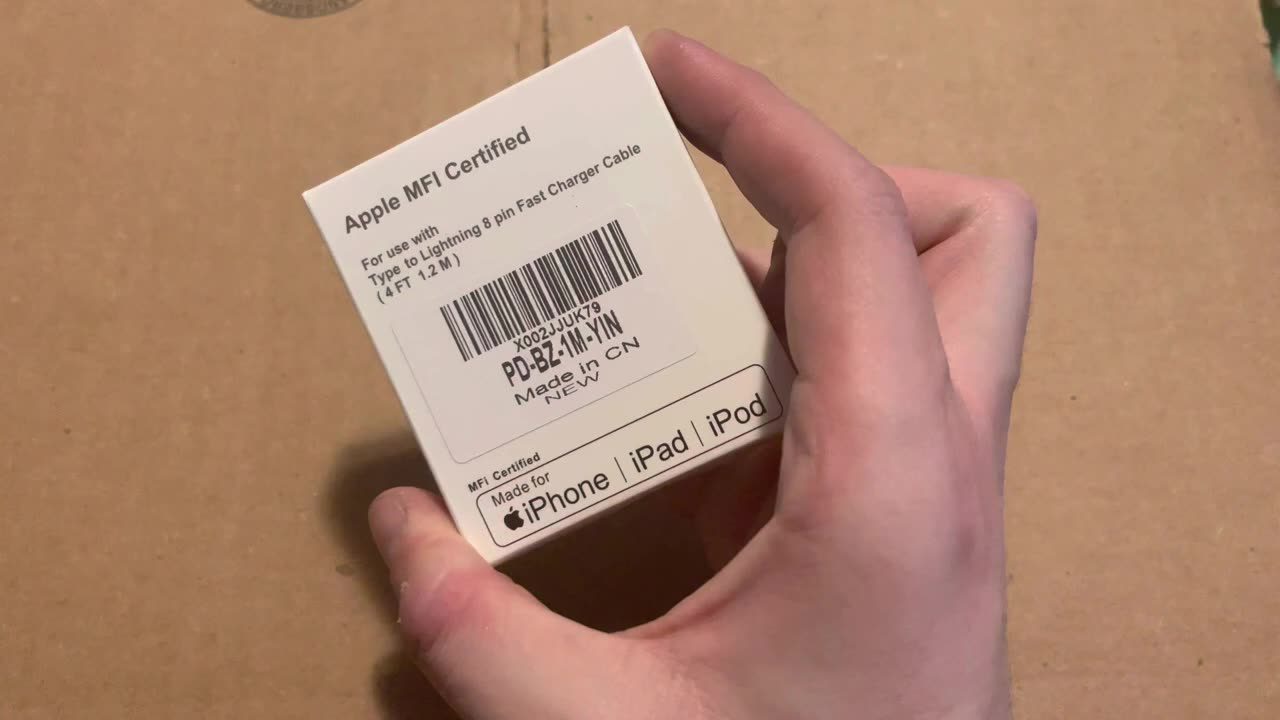 Apple MFI Certified
For use with
Type to Lightning 8 pin Fast Charger Cable
( 4 FT 1.2 M )
X002JJUK79
PD-BZ-1M-YIN
Made in CN
NEW
MFi Certified
Made for
iPhone | iPad | iPod